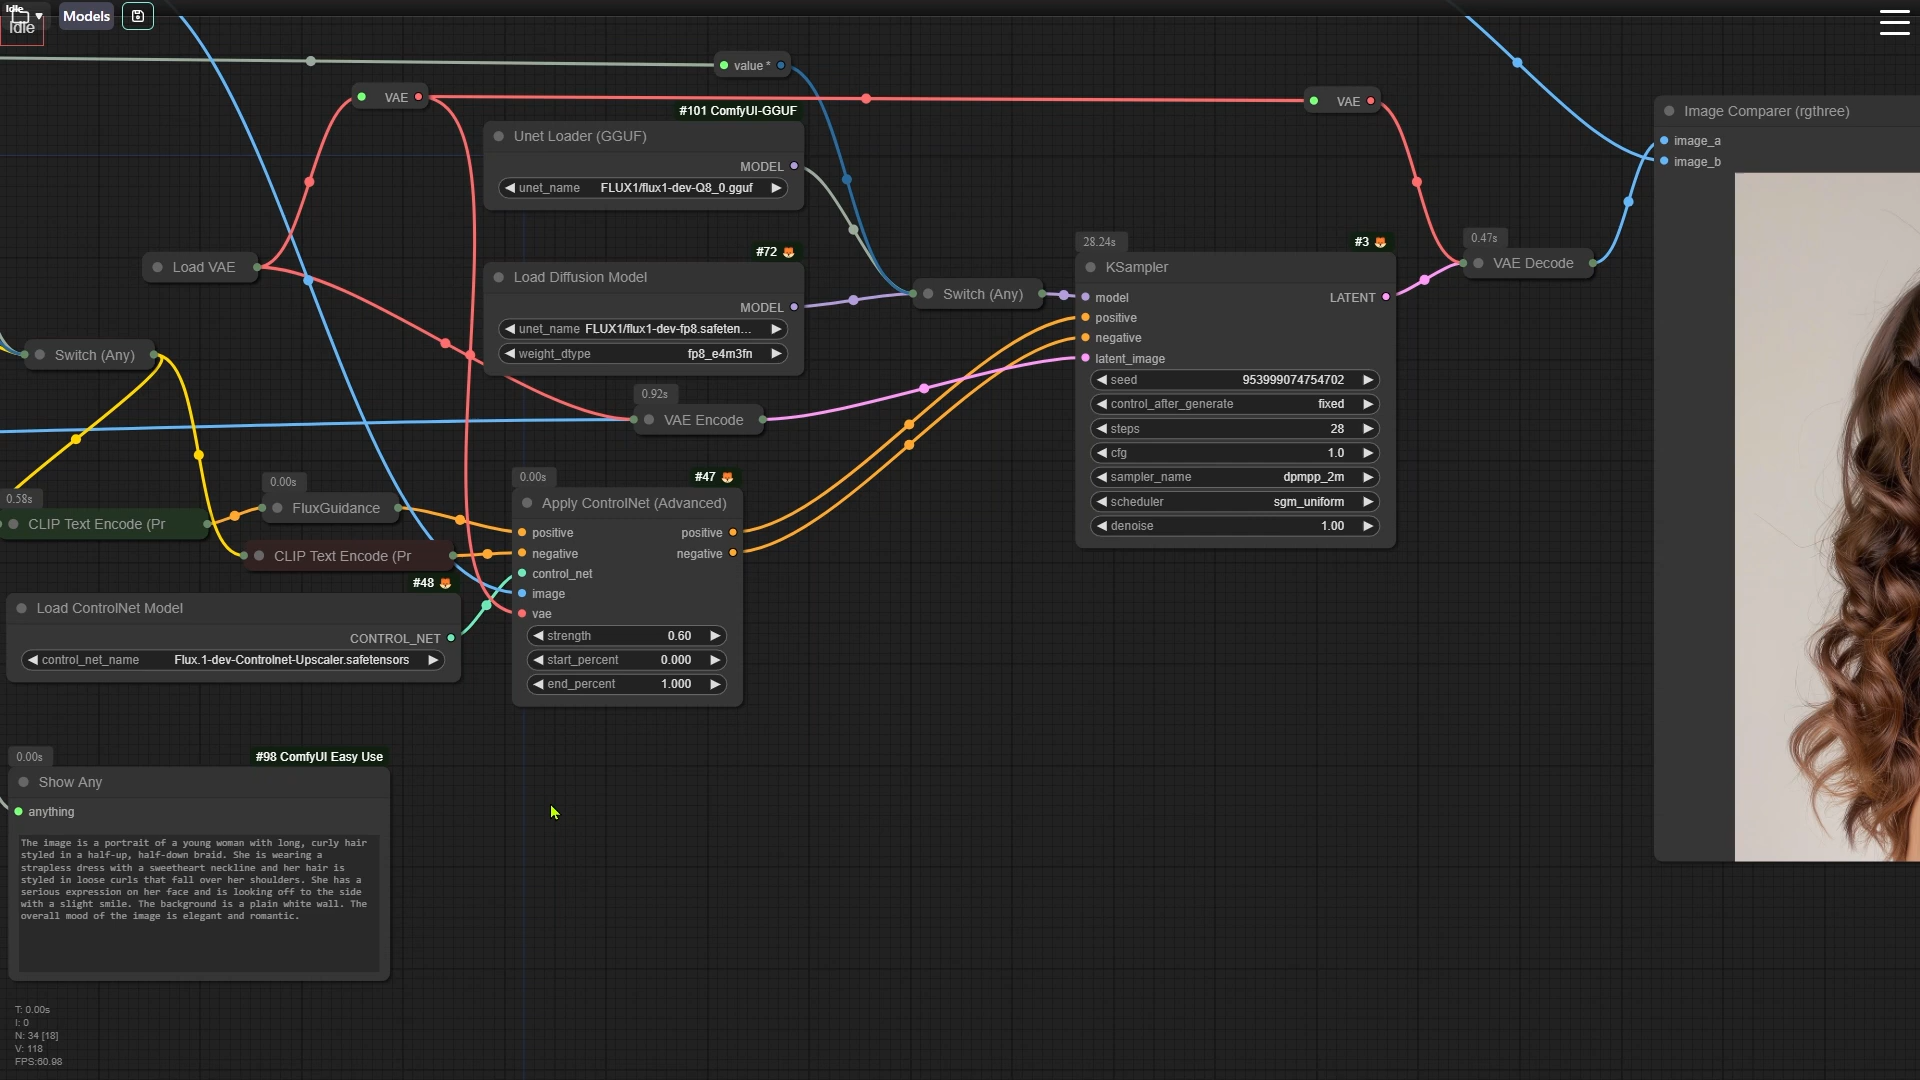 Idle
Idle
Models
value *
VAE
VAE
#101 ComfyUI-GGUF
Unet Loader (GGUF)
MODEL
unet_name FLUX1/flux1-dev-Q8_0.gguf
Image Comparer (rgthree)
image_a
image_b
#72
Load Diffusion Model
MODEL
unet_name FLUX1/flux1-dev-fp8.safeten...
weight_dtype fp8_e4m3fn
Load VAE
Switch (Any)
Switch (Any)
28.24s
#3
KSampler
model LATENT
positive
negative
latent_image
seed 953999074754702
control_after_generate fixed
steps 28
cfg 1.0
sampler_name dpmpp_2m
scheduler sgm_uniform
denoise 1.00
0.47s
VAE Decode
0.92s
VAE Encode
0.58s
CLIP Text Encode (Pr
0.00s
FluxGuidance
CLIP Text Encode (Pr
0.00s
#47
Apply ControlNet (Advanced)
positive positive
negative negative
control_net
image
vae
strength 0.60
start_percent 0.000
end_percent 1.000
#48
Load ControlNet Model
CONTROL_NET
control_net_name Flux.1-dev-Controlnet-Upscaler.safetensors
0.00s
#98 ComfyUI Easy Use
Show Any
anything
The image is a portrait of a young woman with long, curly hair
styled in a half-up, half-down braid. She is wearing a
strapless dress with a sweetheart neckline and her hair is
styled in loose curls that fall over her shoulders. She has a
serious expression on her face and is looking off to the side
with a slight smile. The background is a plain white wall. The
overall mood of the image is elegant and romantic.
T: 0.00s
I: 0
N: 34 [18]
V: 118
FPS:60.98